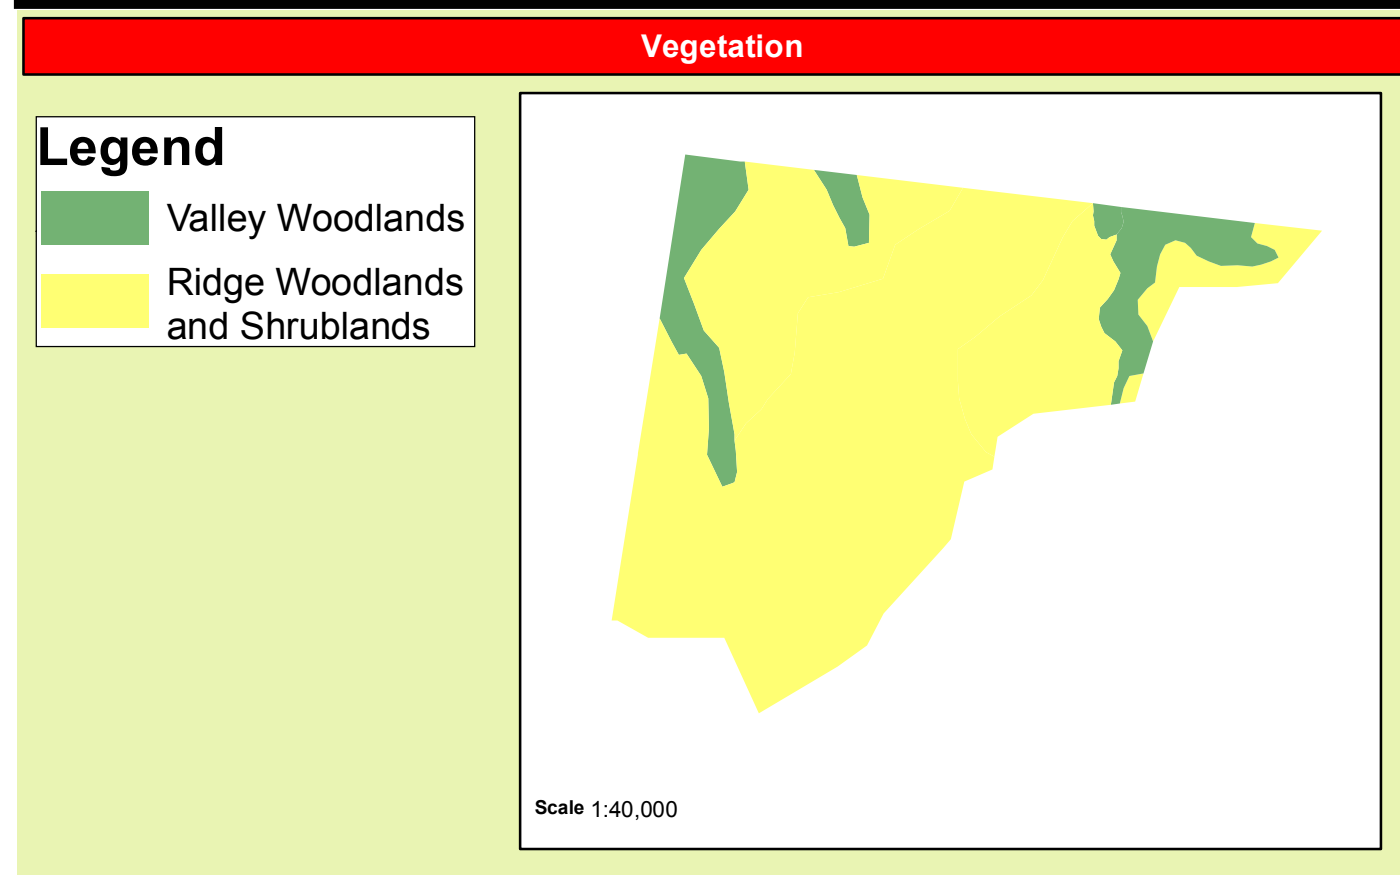 Vegetation
Legend
Valley Woodlands
Ridge Woodlands
and Shrublands
Scale 1:40,000